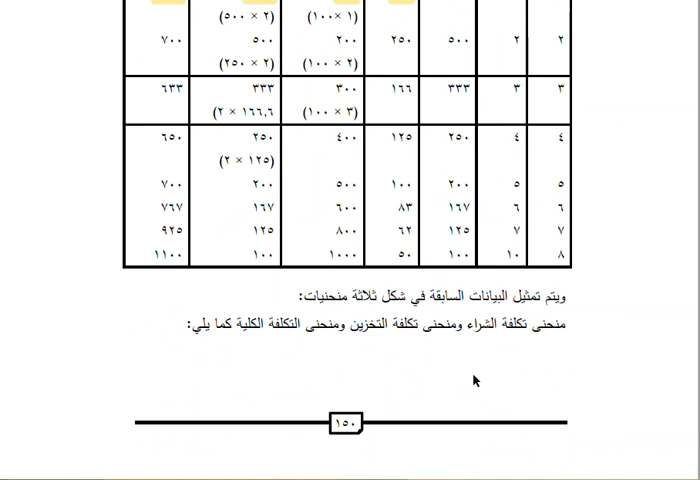 (١ ×١٠٠) (٢ × ٥٠٠)
٢ ٢ ٥٠٠ ٢٥٠ ٢٠٠ ٥٠٠ ٧٠٠
(٢ × ١٠٠) (٢ × ٢٥٠)
٣ ٣ ٣٣٣ ١٦٦ ٣٠٠ ٣٣٣ ٦٣٣
(٣ × ١٠٠) ١٦٦,٦ × ٢)
٤ ٤ ٢٥٠ ١٢٥ ٤٠٠ ٢٥٠ ٦٥٠
(١٢٥ × ٢)
٥ ٥ ٢٠٠ ١٠٠ ٥٠٠ ٢٠٠ ٧٠٠
٦ ٦ ١٦٧ ٨٣ ٦٠٠ ١٦٧ ٧٦٧
٧ ٧ ١٢٥ ٦٢ ٨٠٠ ١٢٥ ٩٢٥
٨ ١٠ ١٠٠ ٥٠ ١٠٠٠ ١٠٠ ١١٠٠
ويتم تمثيل البيانات السابقة في شكل ثلاثة منحنيات:
منحنى تكلفة الشراء ومنحنى تكلفة التخزين ومنحنى التكلفة الكلية كما يلي:
١٥٠